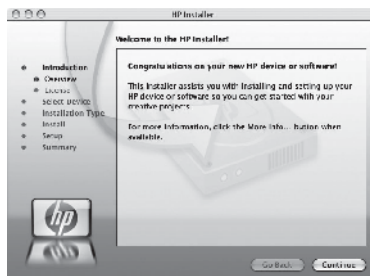 HP Installer
Welcome to the HP Installer!
Introduction
Overview
License
Select Device
Installation Type
Install
Setup
Summary
Congratulations on your new HP device or software!
This installer assists you with installing and setting up your
HP device or software so you can get started with your
creative projects.
For more information, click the More Info... button when
available.
hp
Go Back
Continue